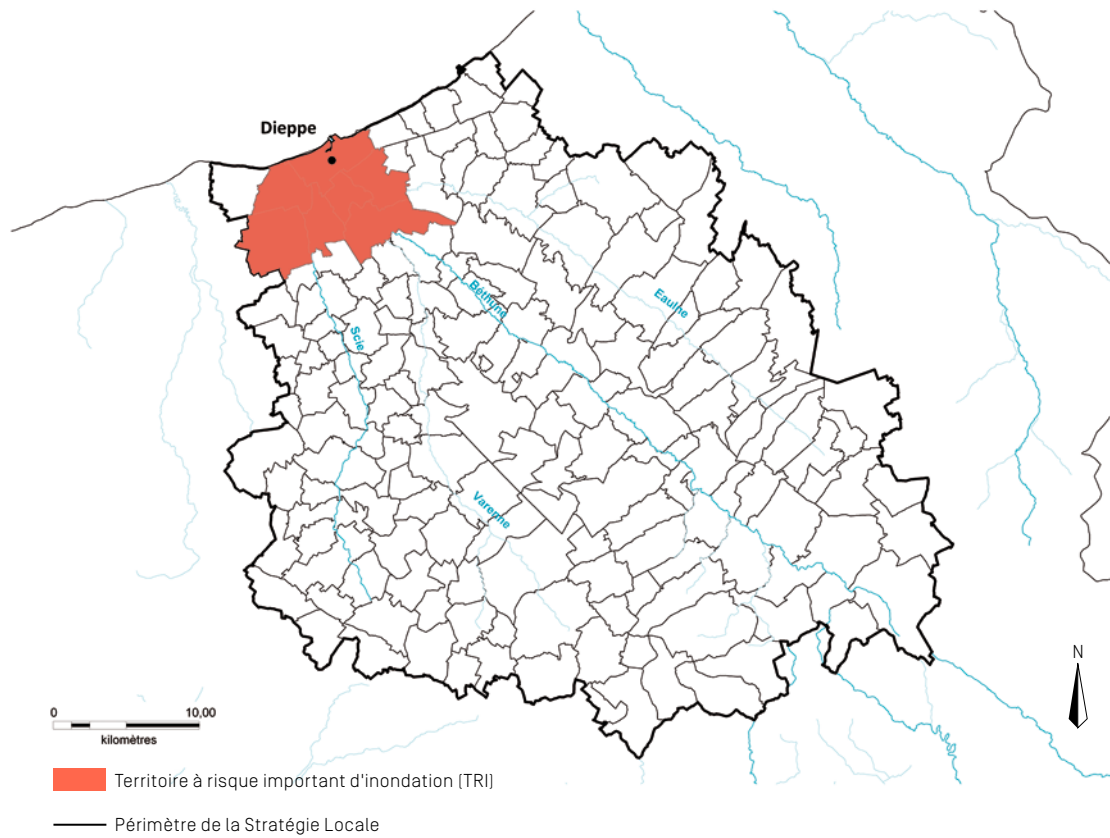 Dieppe
Béthune
Eaulne
Scie
Varenne
N
0 10,00
kilomètres
Territoire à risque important d'inondation (TRI)
Périmètre de la Stratégie Locale